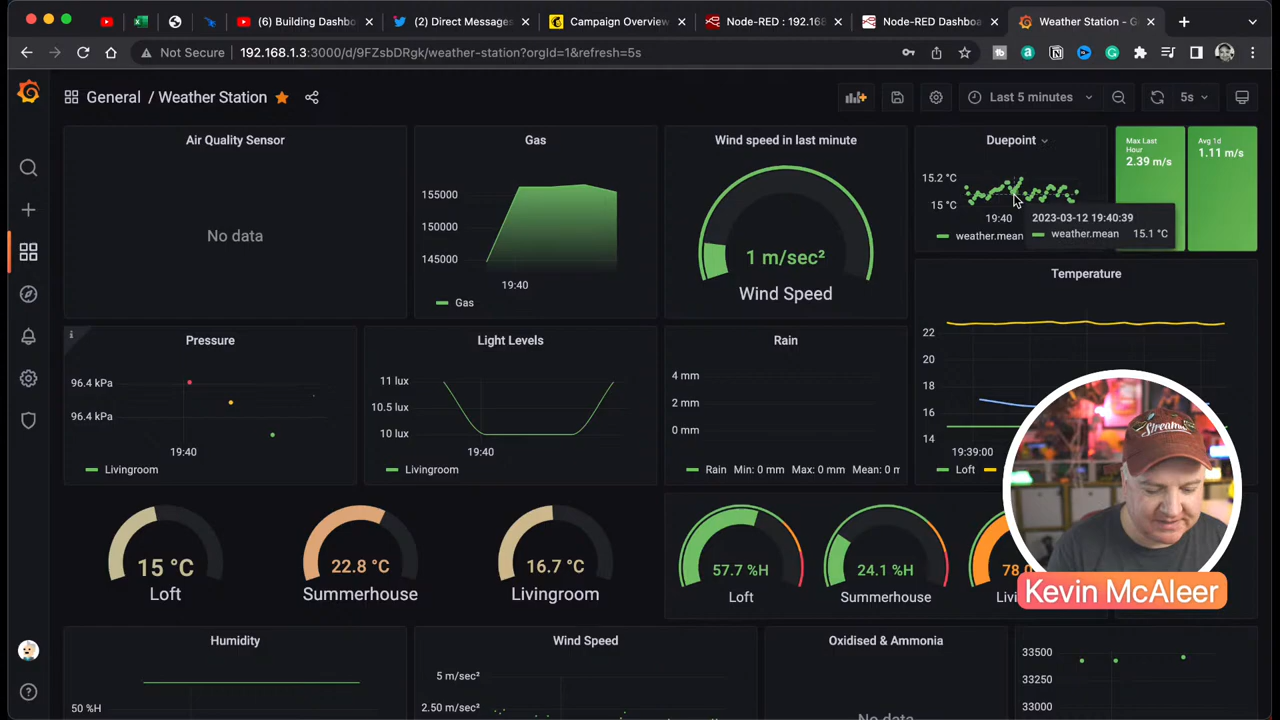 (6) Building Dashbo
(2) Direct Messages
Campaign Overview
Node-RED : 192.168
Node-RED Dashboa
Weather Station - G
Not Secure
192.168.1.3:3000/d/9FZsbDRgk/weather-station?orgId=1&refresh=5s
General / Weather Station
Last 5 minutes
5s
Air Quality Sensor
No data
Gas
155000
150000
145000
19:40
Gas
Wind speed in last minute
1 m/sec²
Wind Speed
Duepoint
15.2 °C
15 °C
19:40
weather.mean
2023-03-12 19:40:39
weather.mean 15.1 °C
Max Last
Hour
2.39 m/s
Avg 1d
1.11 m/s
Temperature
22
20
18
16
14
19:39:00
Loft
Pressure
96.4 kPa
96.4 kPa
19:40
Livingroom
Light Levels
11 lux
10.5 lux
10 lux
19:40
Livingroom
Rain
4 mm
2 mm
0 mm
Rain Min: 0 mm Max: 0 mm Mean: 0 m
15 °C
Loft
22.8 °C
Summerhouse
16.7 °C
Livingroom
57.7 %H
Loft
24.1 %H
Summerhouse
78.0
Livi
Streamer
Kevin McAleer
Humidity
50 %H
Wind Speed
5 m/sec²
2.50 m/sec²
Oxidised & Ammonia
No data
33500
33250
33000